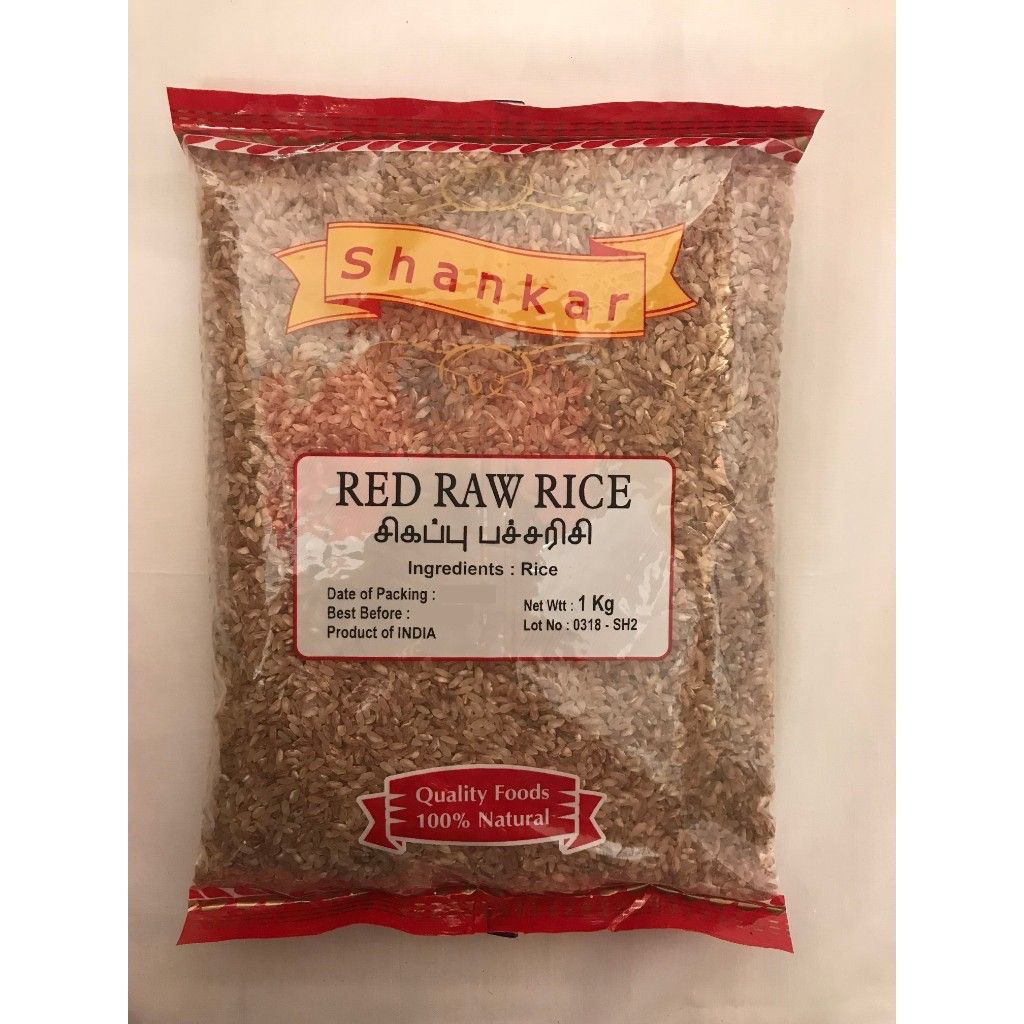 Shankar
RED RAW RICE
சிகப்பு பச்சரிசி
Ingredients : Rice
Date of Packing :
Best Before :
Product of INDIA
Net Wtt : 1 Kg
Lot No : 0318 - SH2
Quality Foods
100% Natural